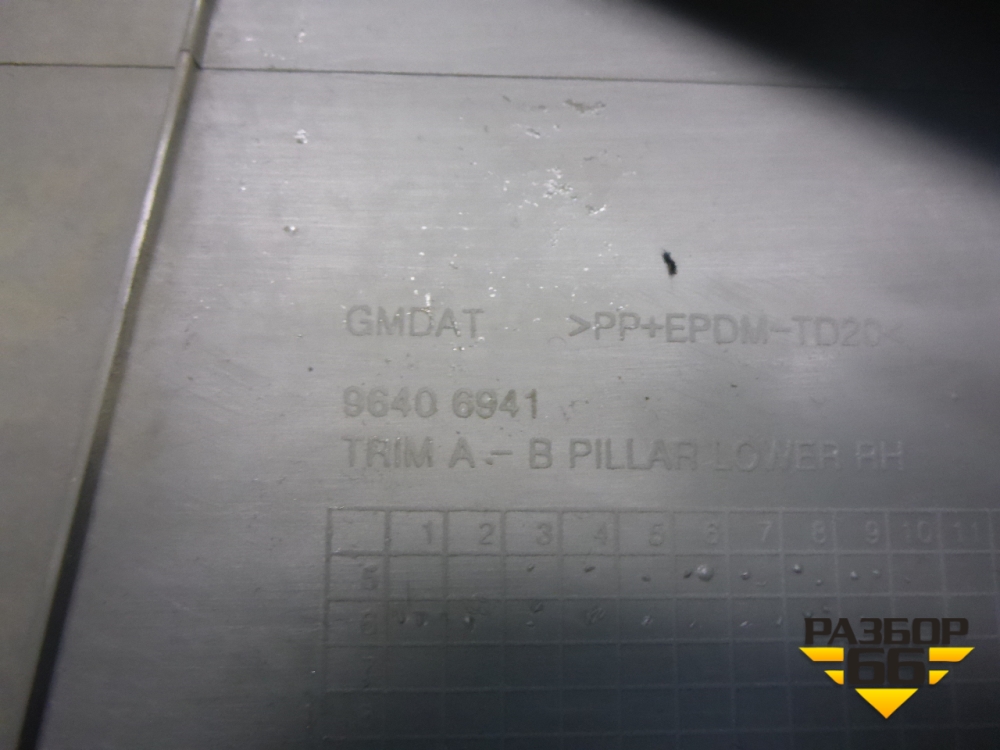 GMDAT >PP+EPDM-TD20<
9640 6941
TRIM A - B PILLAR LOWER RH
1 2 3 4 5 6 7 8 9 10 11
5
6
7
РАЗБОР
66